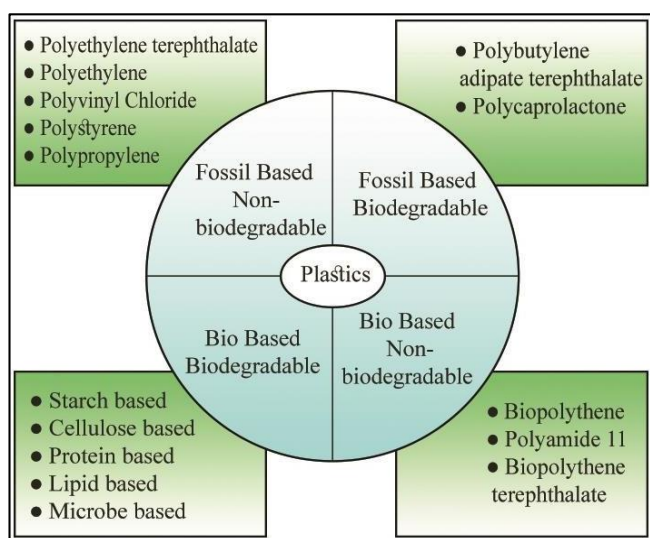 ● Polyethylene terephthalate
● Polyethylene
● Polyvinyl Chloride
● Polystyrene
● Polypropylene
● Polybutylene
adipate terephthalate
● Polycaprolactone
Fossil Based
Non-
biodegradable
Fossil Based
Biodegradable
Plastics
Bio Based
Biodegradable
Bio Based
Non-
biodegradable
● Starch based
● Cellulose based
● Protein based
● Lipid based
● Microbe based
● Biopolythene
● Polyamide 11
● Biopolythene
terephthalate